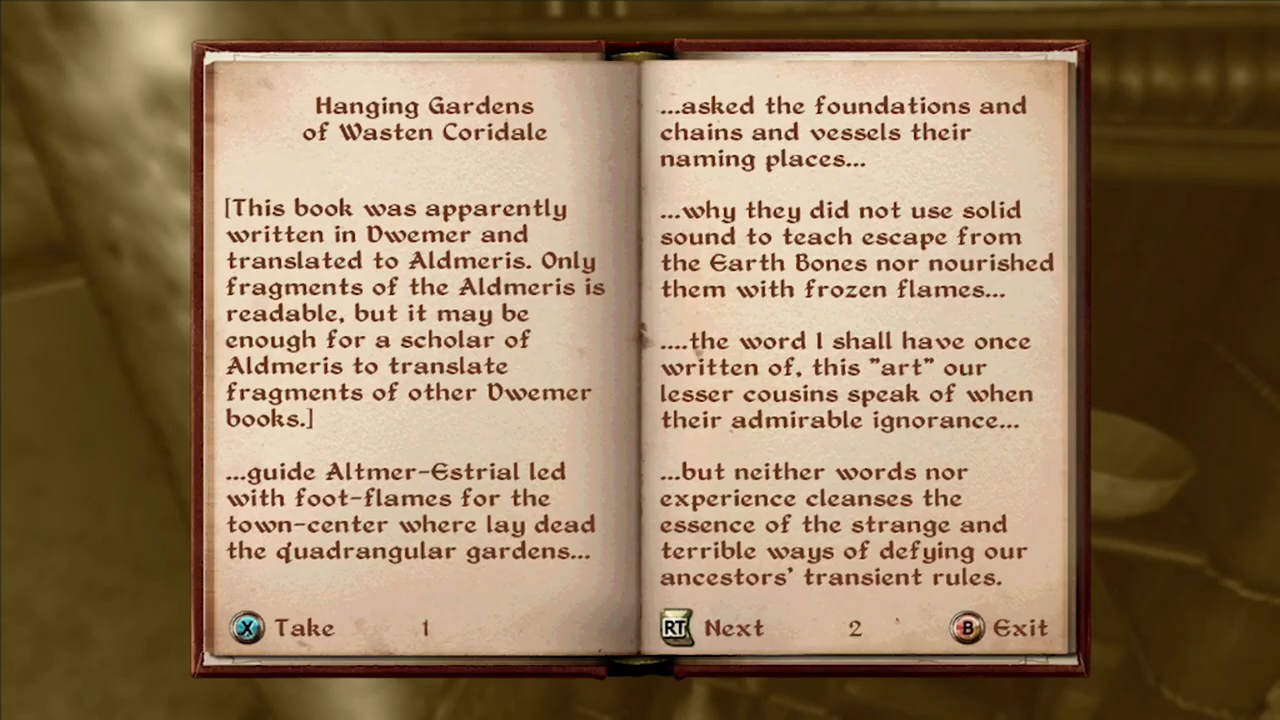 Hanging Gardens
of Wasten Coridale
[This book was apparently
written in Dwemer and
translated to Aldmeris. Only
fragments of the Aldmeris is
readable, but it may be
enough for a scholar of
Aldmeris to translate
fragments of other Dwemer
books.]
...guide Altmer-Estrial led
with foot-flames for the
town-center where lay dead
the quadrangular gardens...
X Take
1
...asked the foundations and
chains and vessels their
naming places...
...why they did not use solid
sound to teach escape from
the Earth Bones nor nourished
them with frozen flames...
....the word I shall have once
written of, this "art" our
lesser cousins speak of when
their admirable ignorance...
...but neither words nor
experience cleanses the
essence of the strange and
terrible ways of defying our
ancestors' transient rules.
RT Next
2
B Exit